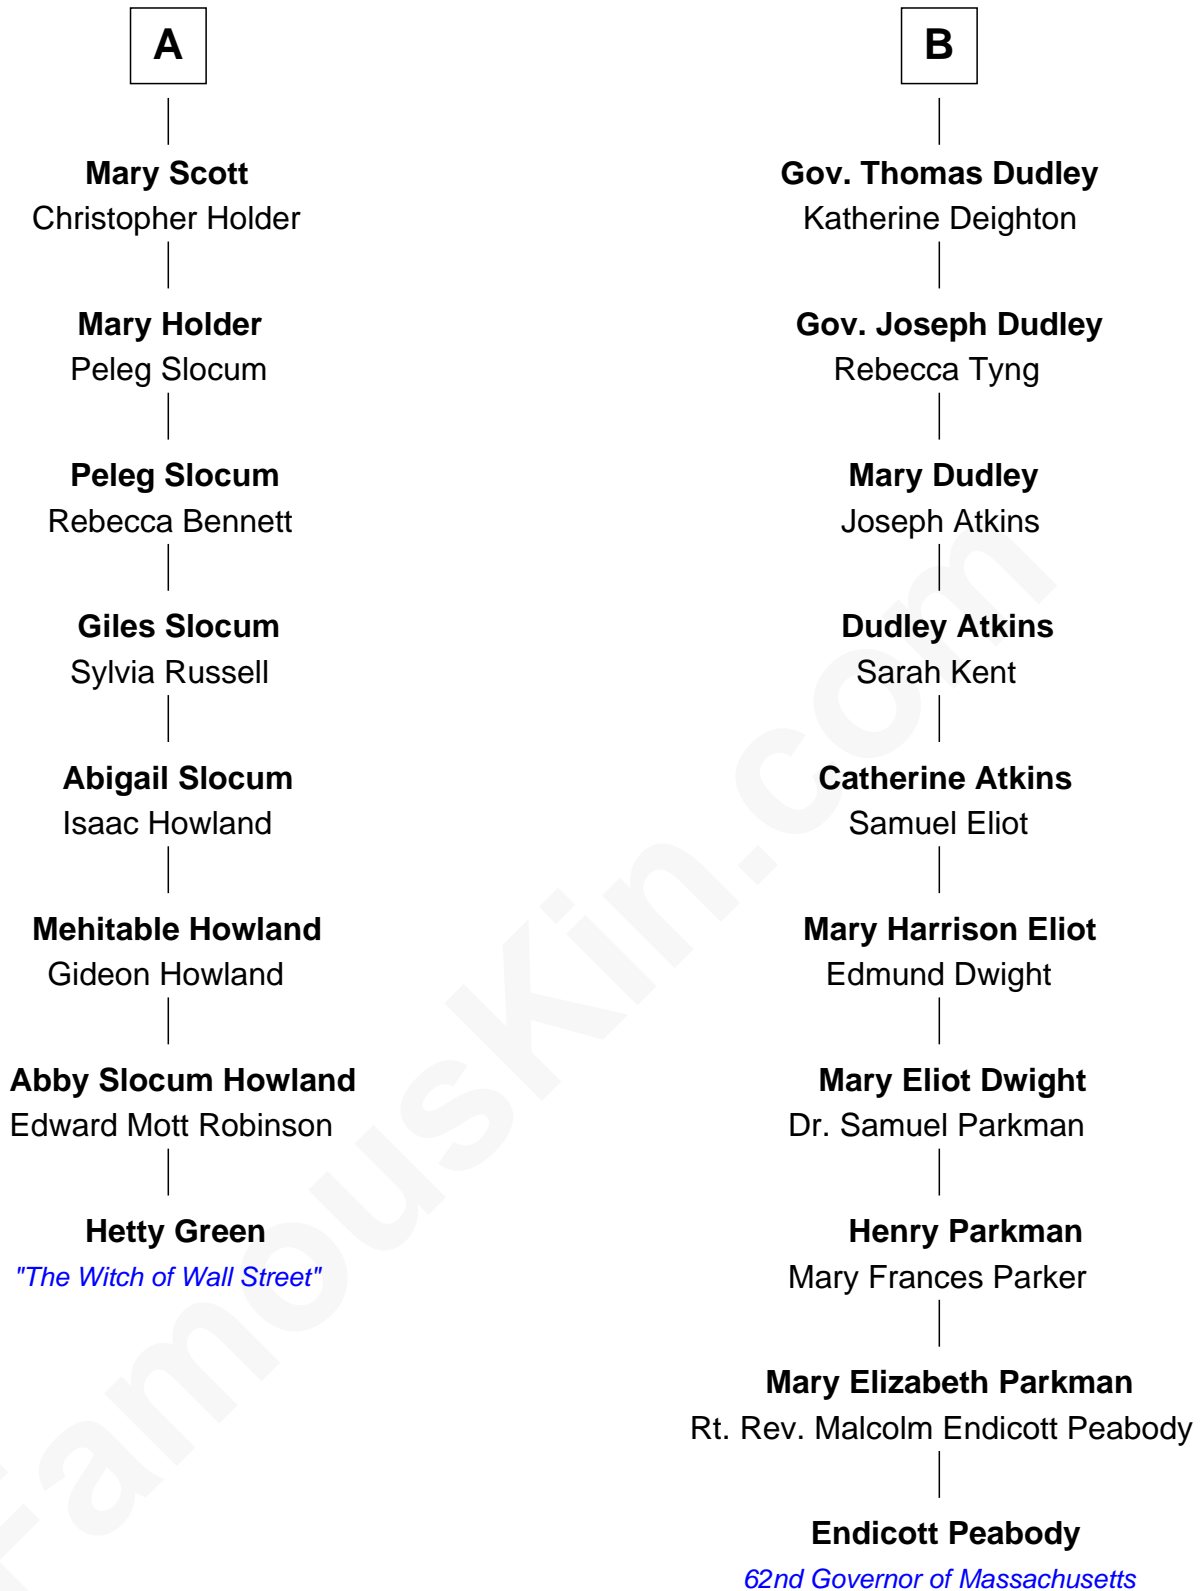 A
Mary Scott
Christopher Holder
Mary Holder
Peleg Slocum
Peleg Slocum
Rebecca Bennett
Giles Slocum
Sylvia Russell
Abigail Slocum
Isaac Howland
Mehitable Howland
Gideon Howland
Abby Slocum Howland
Edward Mott Robinson
Hetty Green
"The Witch of Wall Street"
B
Gov. Thomas Dudley
Katherine Deighton
Gov. Joseph Dudley
Rebecca Tyng
Mary Dudley
Joseph Atkins
Dudley Atkins
Sarah Kent
Catherine Atkins
Samuel Eliot
Mary Harrison Eliot
Edmund Dwight
Mary Eliot Dwight
Dr. Samuel Parkman
Henry Parkman
Mary Frances Parker
Mary Elizabeth Parkman
Rt. Rev. Malcolm Endicott Peabody
Endicott Peabody
62nd Governor of Massachusetts
FamousKin.com